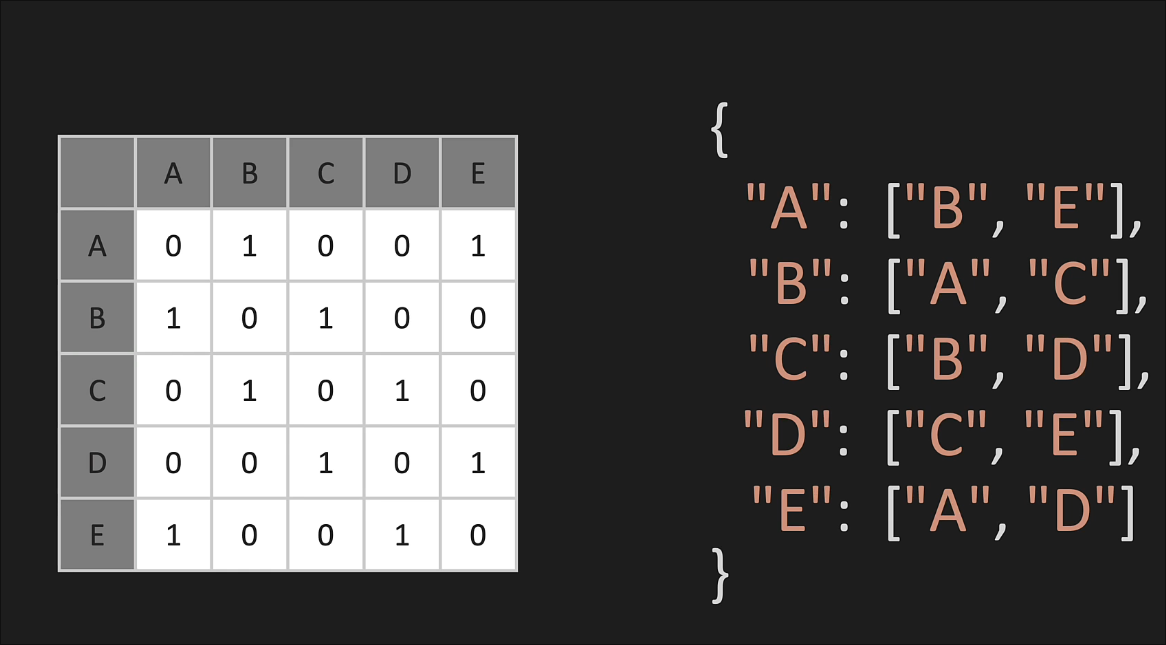 A B C D E
A 0 1 0 0 1
B 1 0 1 0 0
C 0 1 0 1 0
D 0 0 1 0 1
E 1 0 0 1 0
{
"A": ["B", "E"],
"B": ["A", "C"],
"C": ["B", "D"],
"D": ["C", "E"],
"E": ["A", "D"]
}